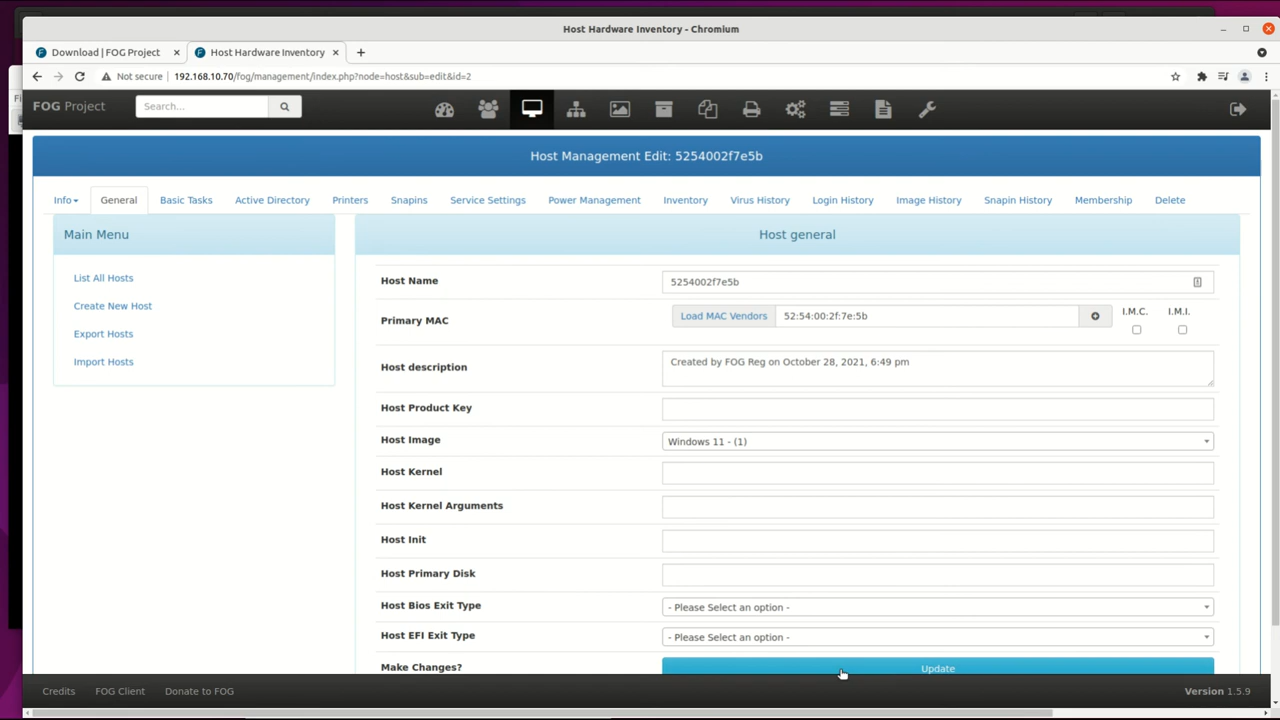 Host Hardware Inventory - Chromium
Download | FOG Project
Host Hardware Inventory
Not secure 192.168.10.70/fog/management/index.php?node=host&sub=edit&id=2
FOG Project Search...
Host Management Edit: 5254002f7e5b
Info General Basic Tasks Active Directory Printers Snapins Service Settings Power Management Inventory Virus History Login History Image History Snapin History Membership Delete
Main Menu
List All Hosts
Create New Host
Export Hosts
Import Hosts
Host general
Host Name 5254002f7e5b
Primary MAC Load MAC Vendors 52:54:00:2f:7e:5b I.M.C. I.M.I.
Host description Created by FOG Reg on October 28, 2021, 6:49 pm
Host Product Key
Host Image Windows 11 - (1)
Host Kernel
Host Kernel Arguments
Host Init
Host Primary Disk
Host Bios Exit Type - Please Select an option -
Host EFI Exit Type - Please Select an option -
Make Changes? Update
Credits FOG Client Donate to FOG Version 1.5.9